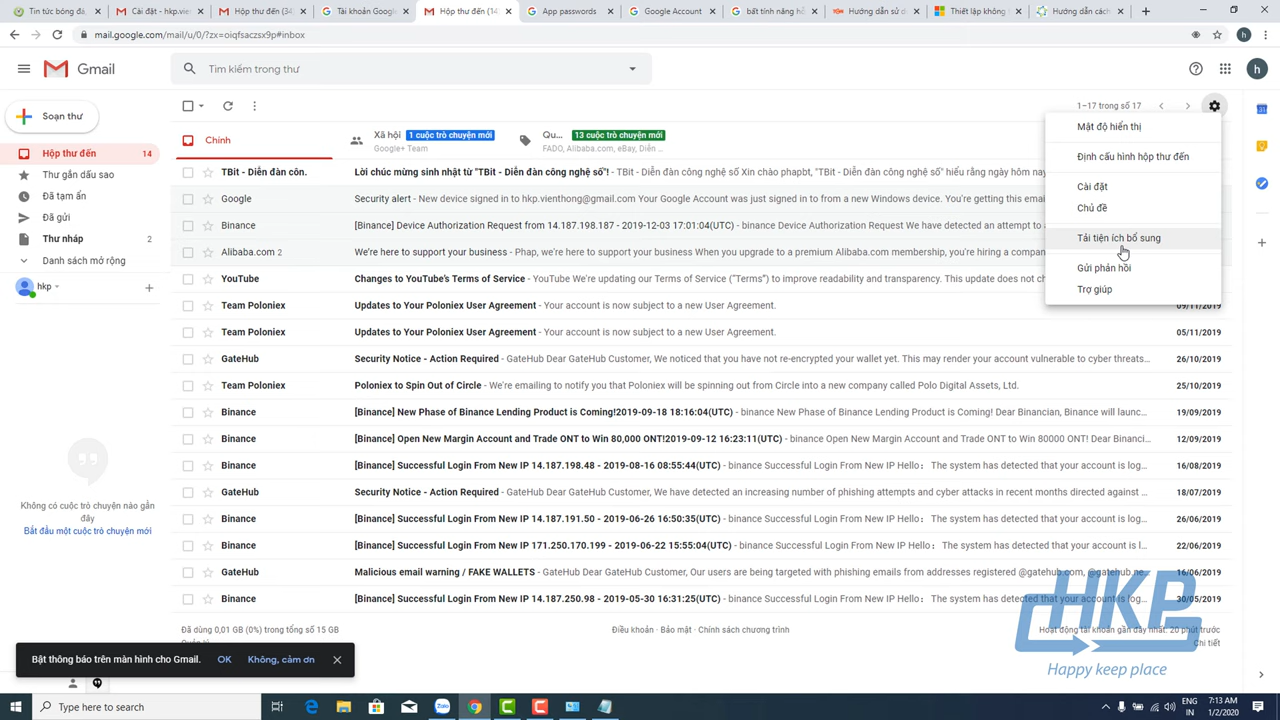 Tin tức bóng đá,
Cài đặt - hkp.vien
Hộp thư đến (34)
Tài khoản Google
Hộp thư đến (14
App passwords
Google Account
bất tính năng hỗ
Hướng dẫn sử d
Thiết lập không t
Hướng dẫn cách
mail.google.com/mail/u/0/?zx=oiqfsaczsx9p#inbox
h
Gmail
Tìm kiếm trong thư
h
Soạn thư
1–17 trong số 17
Hộp thư đến 14
Thư gắn dấu sao
Đã tạm ẩn
Đã gửi
Thư nháp 2
Danh sách mở rộng
hkp
Không có cuộc trò chuyện nào gần
đây
Bắt đầu một cuộc trò chuyện mới
Chính
Xã hội 1 cuộc trò chuyện mới
Google+ Team
Qu... 13 cuộc trò chuyện mới
FADO, Alibaba.com, eBay, Diễn ...
TBit - Diễn đàn côn. Lời chúc mừng sinh nhật từ "TBit - Diễn đàn công nghệ số"! - TBit - Diễn đàn công nghệ số Xin chào phapbt, "TBit - Diễn đàn công nghệ số" hiểu rằng ngày hôm nay
Google Security alert - New device signed in to hkp.vienthong@gmail.com Your Google Account was just signed in to from a new Windows device. You're getting this emai
Binance [Binance] Device Authorization Request from 14.187.198.187 - 2019-12-03 17:01:04(UTC) - binance Device Authorization Request We have detected an attempt to
Alibaba.com 2 We're here to support your business - Phap, we're here to support your business When you upgrade to a premium Alibaba.com membership, you're hiring a compan
YouTube Changes to YouTube's Terms of Service - We're updating our Terms of Service ("Terms") to improve readability and transparency. This update does not ch
Team Poloniex Updates to Your Poloniex User Agreement - Your account is now subject to a new User Agreement. 09/11/2019
Team Poloniex Updates to Your Poloniex User Agreement - Your account is now subject to a new User Agreement. 05/11/2019
GateHub Security Notice - Action Required - GateHub Dear GateHub Customer, We noticed that you have not re-encrypted your wallet yet. This may render your account vulnerable to cyber threats... 26/10/2019
Team Poloniex Poloniex to Spin Out of Circle - We're emailing to notify you that Poloniex will be spinning out from Circle into a new company called Polo Digital Assets, Ltd. 25/10/2019
Binance [Binance] New Phase of Binance Lending Product is Coming!2019-09-18 18:16:04(UTC) - binance New Phase of Binance Lending Product is Coming! Dear Binancian, Binance will launc... 19/09/2019
Binance [Binance] Open New Margin Account and Trade ONT to Win 80,000 ONT!2019-09-12 16:23:11(UTC) - binance Open New Margin Account and Trade ONT to Win 80000 ONT! Dear Binanci... 12/09/2019
Binance [Binance] Successful Login From New IP 14.187.198.48 - 2019-08-16 08:55:44(UTC) - binance Successful Login From New IP Hello：The system has detected that your account is log... 16/08/2019
GateHub Security Notice - Action Required - GateHub Dear GateHub Customer, We have detected an increasing number of phishing attempts and cyber attacks in recent months directed against ... 18/07/2019
Binance [Binance] Successful Login From New IP 14.187.191.50 - 2019-06-26 16:50:35(UTC) - binance Successful Login From New IP Hello：The system has detected that your account is log... 26/06/2019
Binance [Binance] Successful Login From New IP 171.250.170.199 - 2019-06-22 15:55:04(UTC) - binance Successful Login From New IP Hello：The system has detected that your account is l... 22/06/2019
GateHub Malicious email warning / FAKE WALLETS - GateHub Dear GateHub Customer, Our users are being targeted with phishing emails from addresses registered @gatehub.com, @gatehub.ne... 16/06/2019
Binance [Binance] Successful Login From New IP 14.187.250.98 - 2019-05-30 16:31:25(UTC) - binance Successful Login From New IP Hello：The system has detected that your account is log... 30/05/2019
Mật độ hiển thị
Định cấu hình hộp thư đến
Cài đặt
Chủ đề
Tải tiện ích bổ sung
Gửi phản hồi
Trợ giúp
Đã dùng 0,01 GB (0%) trong tổng số 15 GB
Quản lý
Điều khoản · Bảo mật · Chính sách chương trình
Hoạt động tài khoản gần đây nhất: 20 phút trước
Chi tiết
HKB
Happy keep place
Bật thông báo trên màn hình cho Gmail. OK Không, cảm ơn
Type here to search
Zalo
ENG
IN
7:13 AM
1/2/2020